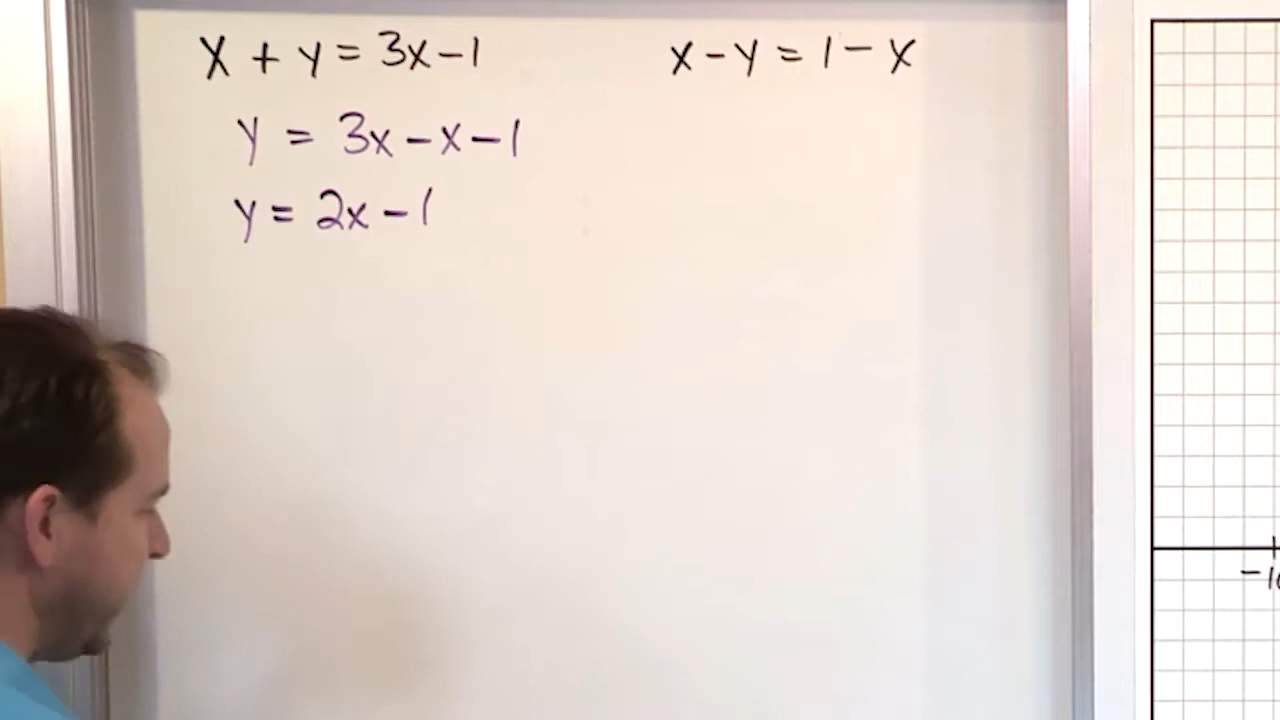 x + y = 3x - 1
x - y = 1 - x
y = 3x - x - 1
y = 2x - 1